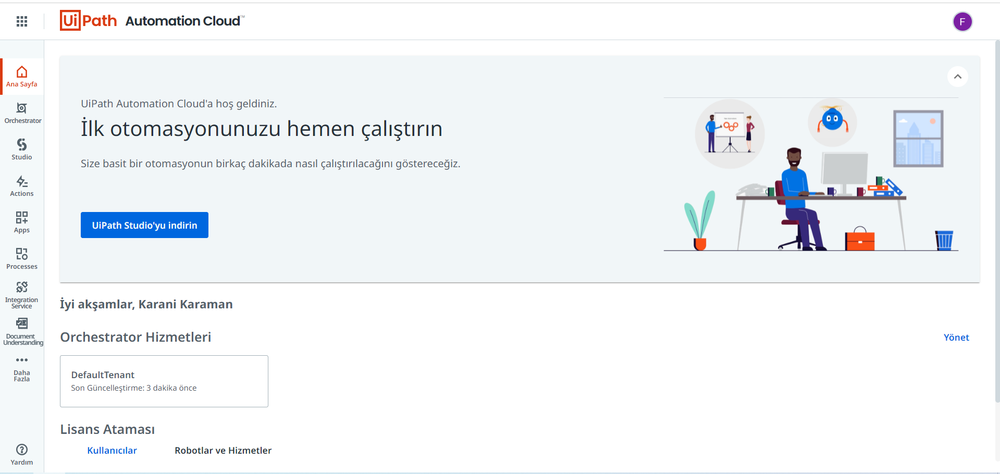 UiPath Automation Cloud™
F
Ana Sayfa
Orchestrator
Studio
Actions
Apps
Processes
Integration
Service
Document
Understanding
Daha
Fazla
Yardım
UiPath Automation Cloud'a hoş geldiniz.
İlk otomasyonunuzu hemen çalıştırın
Size basit bir otomasyonun birkaç dakikada nasıl çalıştırılacağını göstereceğiz.
UiPath Studio'yu indirin
İyi akşamlar, Karani Karaman
Orchestrator Hizmetleri
Yönet
DefaultTenant
Son Güncelleştirme: 3 dakika önce
Lisans Ataması
Kullanıcılar
Robotlar ve Hizmetler